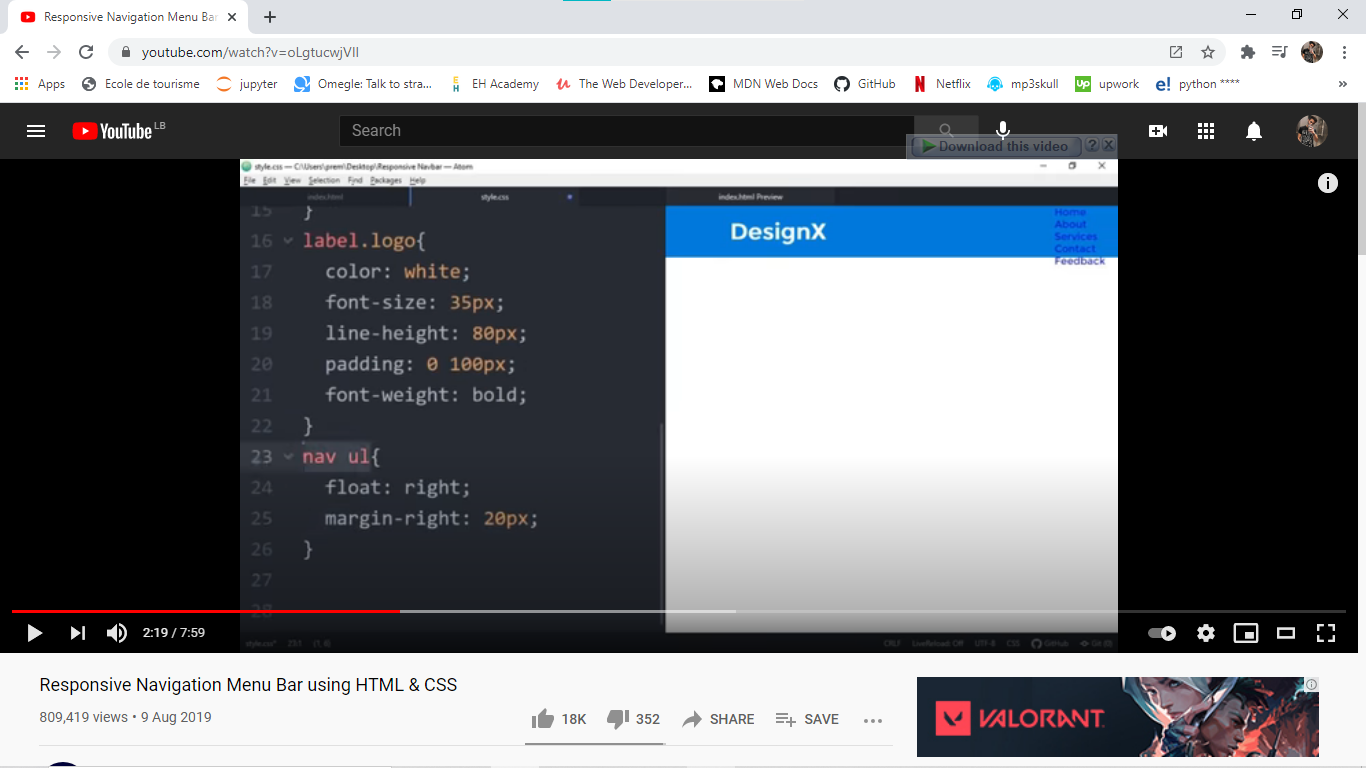 Responsive Navigation Menu Bar
youtube.com/watch?v=oLgtucwjVII
Apps
Ecole de tourisme
jupyter
Omegle: Talk to stra...
EH Academy
The Web Developer...
MDN Web Docs
GitHub
Netflix
mp3skull
Up upwork
e! python ****
»
YouTube LB
Search
Download this video ? X
style.css — C:\Users\prem\Desktop\Responsive Navbar — Atom
File Edit View Selection Find Packages Help
index.html
style.css
index.html Preview
15 }
16 label.logo{
17 color: white;
18 font-size: 35px;
19 line-height: 80px;
20 padding: 0 100px;
21 font-weight: bold;
22 }
23 nav ul{
24 float: right;
25 margin-right: 20px;
26 }
27
28
DesignX
Home
About
Services
Contact
Feedback
style.css* 23:1 (1, 6)
CRLF LiveReload: Off UTF-8 CSS GitHub Git (0)
2:19 / 7:59
Responsive Navigation Menu Bar using HTML & CSS
809,419 views • 9 Aug 2019
18K 352 SHARE SAVE
VALORANT